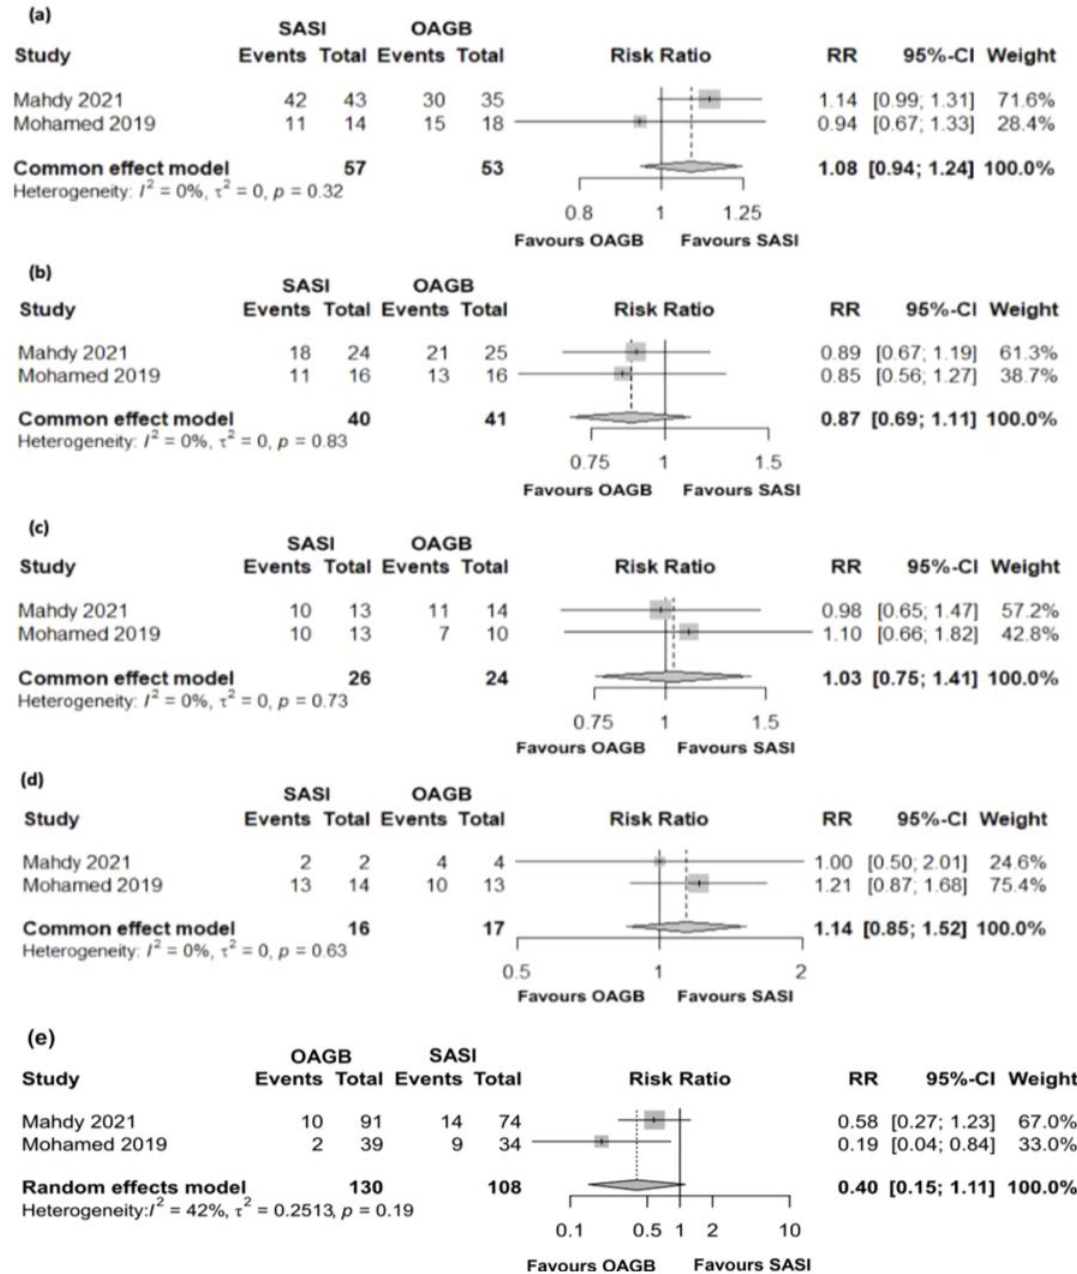 (a)
SASI OAGB
Study Events Total Events Total Risk Ratio RR 95%-CI Weight
Mahdy 2021 42 43 30 35 1.14 [0.99; 1.31] 71.6%
Mohamed 2019 11 14 15 18 0.94 [0.67; 1.33] 28.4%
Common effect model 57 53 1.08 [0.94; 1.24] 100.0%
Heterogeneity: I² = 0%, τ² = 0, p = 0.32
0.8 1 1.25
Favours OAGB Favours SASI
(b)
SASI OAGB
Study Events Total Events Total Risk Ratio RR 95%-CI Weight
Mahdy 2021 18 24 21 25 0.89 [0.67; 1.19] 61.3%
Mohamed 2019 11 16 13 16 0.85 [0.56; 1.27] 38.7%
Common effect model 40 41 0.87 [0.69; 1.11] 100.0%
Heterogeneity: I² = 0%, τ² = 0, p = 0.83
0.75 1 1.5
Favours OAGB Favours SASI
(c)
SASI OAGB
Study Events Total Events Total Risk Ratio RR 95%-CI Weight
Mahdy 2021 10 13 11 14 0.98 [0.65; 1.47] 57.2%
Mohamed 2019 10 13 7 10 1.10 [0.66; 1.82] 42.8%
Common effect model 26 24 1.03 [0.75; 1.41] 100.0%
Heterogeneity: I² = 0%, τ² = 0, p = 0.73
0.75 1 1.5
Favours OAGB Favours SASI
(d)
SASI OAGB
Study Events Total Events Total Risk Ratio RR 95%-CI Weight
Mahdy 2021 2 2 4 4 1.00 [0.50; 2.01] 24.6%
Mohamed 2019 13 14 10 13 1.21 [0.87; 1.68] 75.4%
Common effect model 16 17 1.14 [0.85; 1.52] 100.0%
Heterogeneity: I² = 0%, τ² = 0, p = 0.63
0.5 1 2
Favours OAGB Favours SASI
(e)
OAGB SASI
Study Events Total Events Total Risk Ratio RR 95%-CI Weight
Mahdy 2021 10 91 14 74 0.58 [0.27; 1.23] 67.0%
Mohamed 2019 2 39 9 34 0.19 [0.04; 0.84] 33.0%
Random effects model 130 108 0.40 [0.15; 1.11] 100.0%
Heterogeneity:I² = 42%, τ² = 0.2513, p = 0.19
0.1 0.5 1 2 10
Favours OAGB Favours SASI